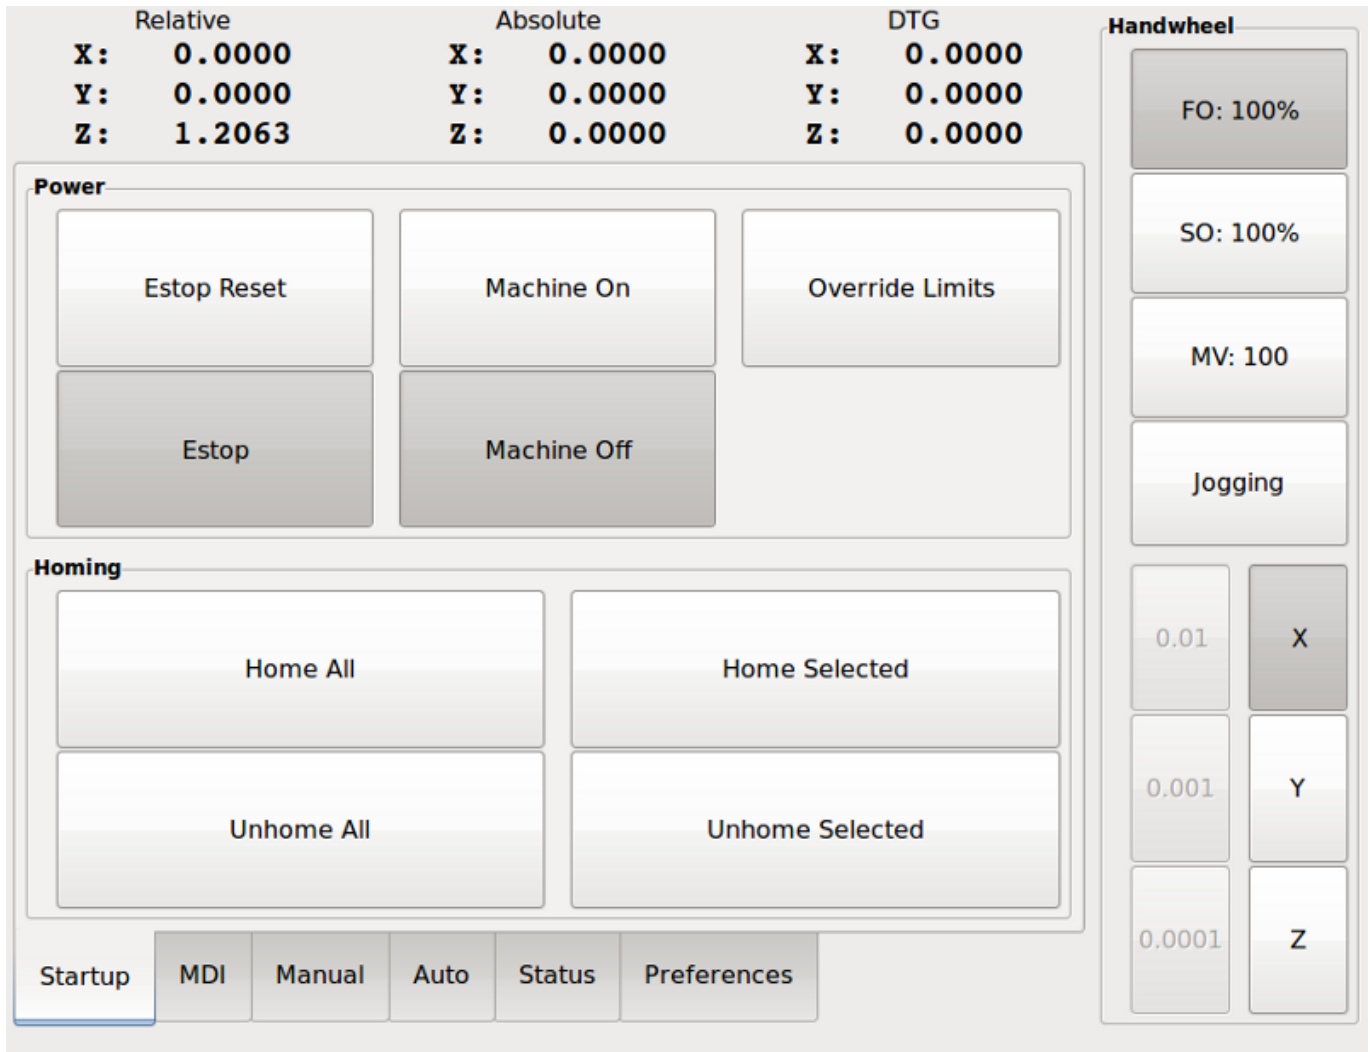 Relative Absolute DTG
X: 0.0000 X: 0.0000 X: 0.0000
Y: 0.0000 Y: 0.0000 Y: 0.0000
Z: 1.2063 Z: 0.0000 Z: 0.0000
Power
Estop Reset Machine On Override Limits
Estop Machine Off
Homing
Home All Home Selected
Unhome All Unhome Selected
Startup MDI Manual Auto Status Preferences
Handwheel
FO: 100%
SO: 100%
MV: 100
Jogging
0.01 X
0.001 Y
0.0001 Z